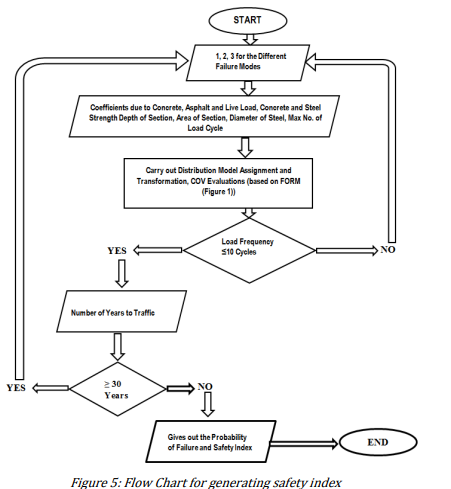 START
1, 2, 3 for the Different
Failure Modes
Coefficients due to Concrete, Asphalt and Live Load, Concrete and Steel
Strength Depth of Section, Area of Section, Diameter of Steel, Max No. of
Load Cycle
Carry out Distribution Model Assignment and
Transformation, COV Evaluations (based on FORM
(Figure 1))
Load Frequency
≤10 Cycles
YES
NO
Number of Years to Traffic
≥ 30
Years
YES
NO
Gives out the Probability
of Failure and Safety Index
END
Figure 5: Flow Chart for generating safety index